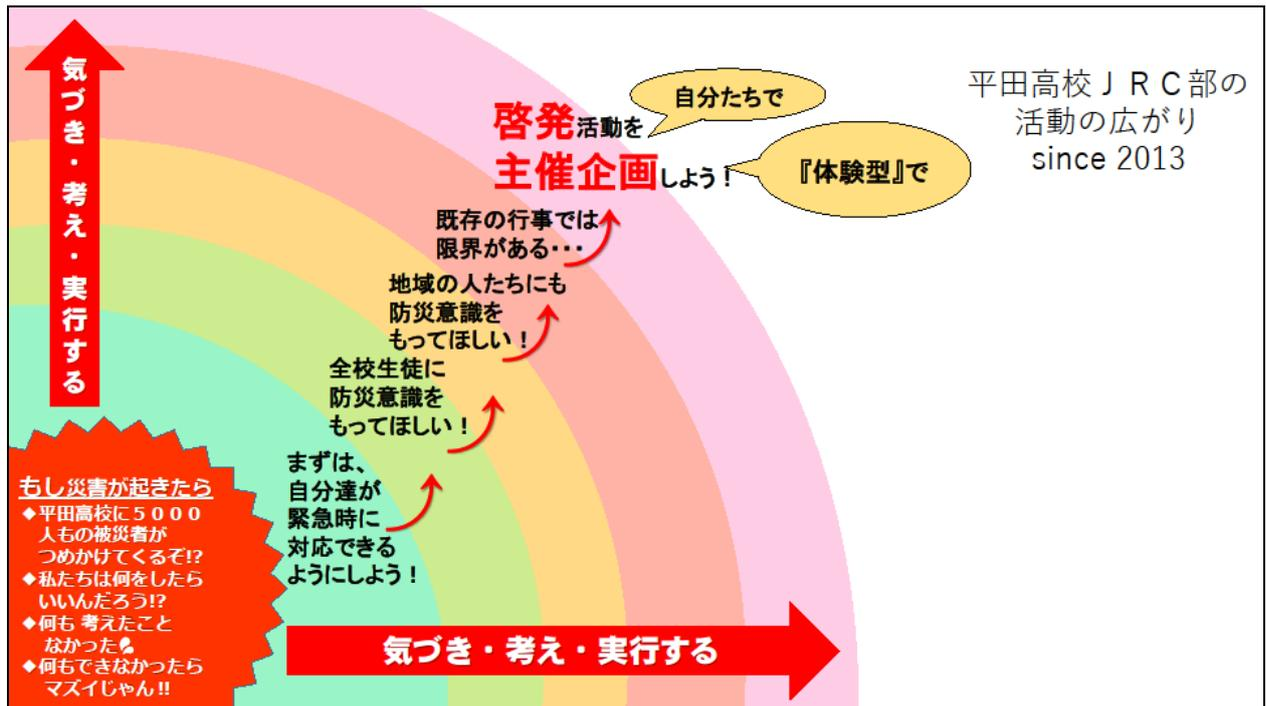 平田高校ＪＲＣ部の
活動の広がり
since 2013
気づき・考え・実行する
自分たちで
啓発活動を
主催企画しよう！
『体験型』で
既存の行事では
限界がある・・・
地域の人たちにも
防災意識を
もってほしい！
全校生徒に
防災意識を
もってほしい！
まずは、
自分達が
緊急時に
対応できる
ようにしよう！
もし災害が起きたら
◆平田高校に５０００
人もの被災者が
つめかけてくるぞ!?
◆私たちは何をしたら
いいんだろう!?
◆何も 考えたこと
なかった
◆何もできなかったら
マズイじゃん!!
気づき・考え・実行する